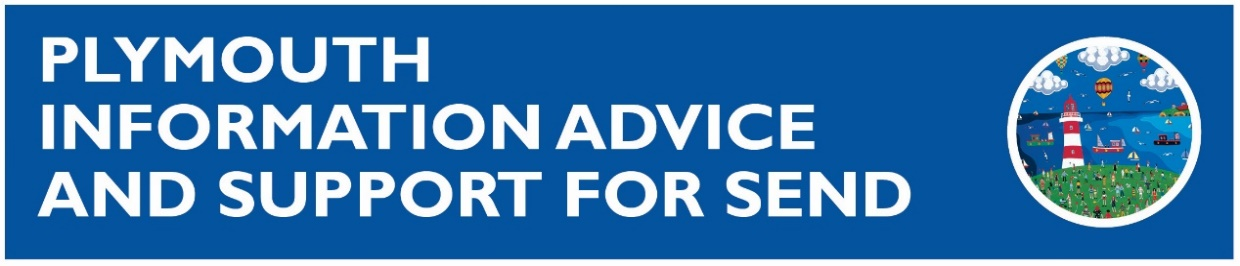 PLYMOUTH
INFORMATION ADVICE
AND SUPPORT FOR SEND